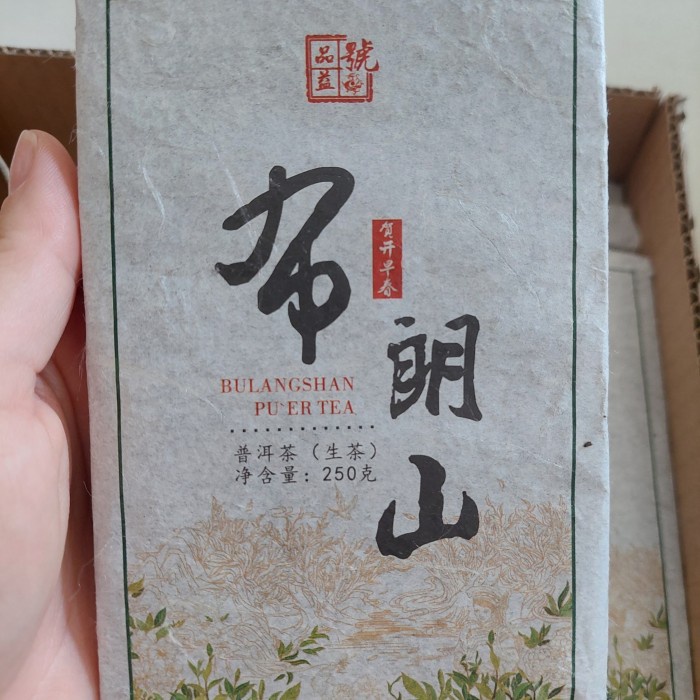 品益
號
布朗山
贺开早春
BULANGSHAN
PU'ER TEA
普洱茶（生茶）
净含量：250克